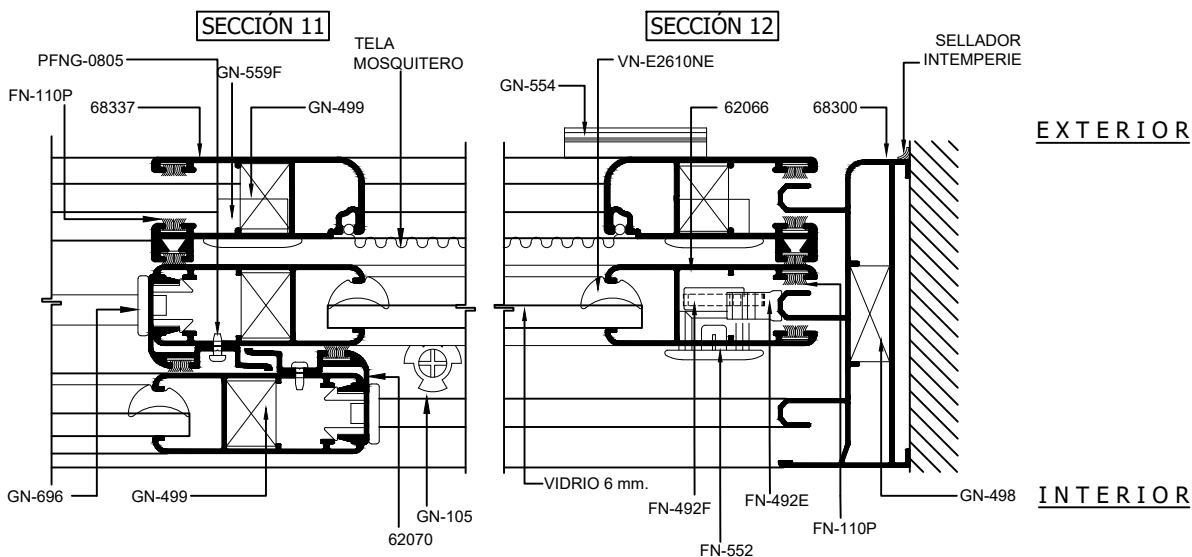 SECCIÓN 11
SECCIÓN 12
PFNG-0805
GN-559F
TELA
MOSQUITERO
VN-E2610NE
SELLADOR
INTEMPERIE
FN-110P
68337
GN-499
GN-554
62066
68300
EXTERIOR
GN-696
GN-499
62070
GN-105
VIDRIO 6 mm.
FN-492F
FN-492E
FN-552
FN-110P
GN-498
INTERIOR